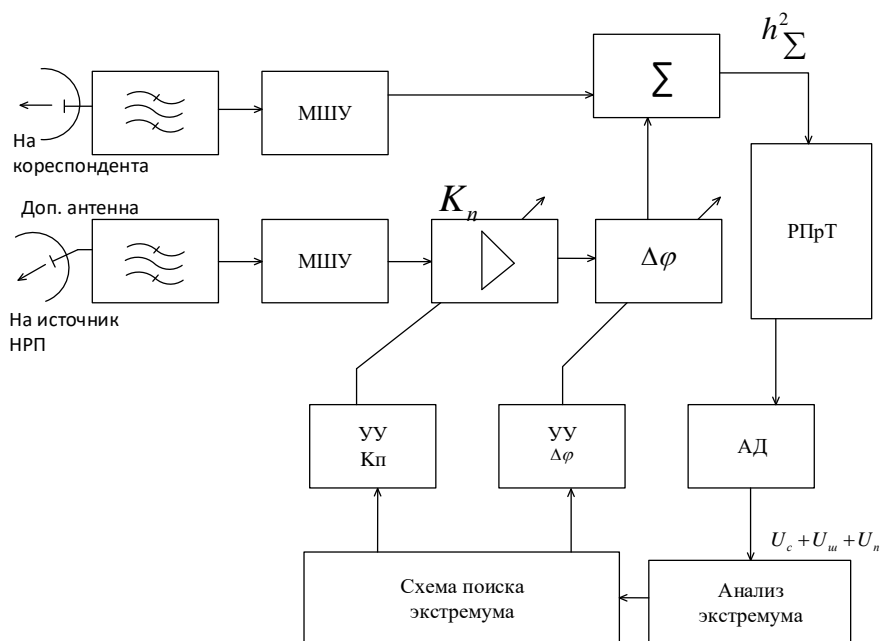 h²Σ
Σ
МШУ
На
кореспондента
Доп. антенна
Kn
РПрТ
МШУ
Δφ
На источник
НРП
УУ
Кп
УУ
Δφ
АД
Uс + Uш + Uп
Схема поиска
экстремума
Анализ
экстремума